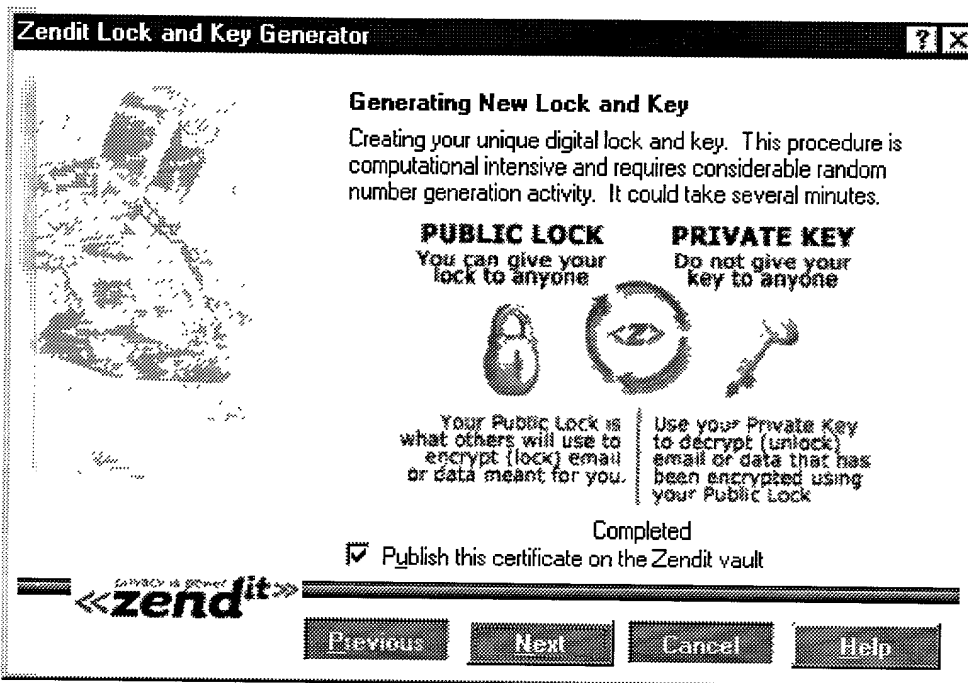 Zendit Lock and Key Generator
Generating New Lock and Key
Creating your unique digital lock and key. This procedure is
computational intensive and requires considerable random
number generation activity. It could take several minutes.
PUBLIC LOCK
You can give your
lock to anyone
PRIVATE KEY
Do not give your
key to anyone
<Z>
Your Public Lock is
what others will use to
encrypt (lock) email
or data meant for you.
Use your Private Key
to decrypt (unlock)
email or data that has
been encrypted using
your Public Lock
Completed
Publish this certificate on the Zendit vault
privacy is power
«zendit»
Previous
Next
Cancel
Help